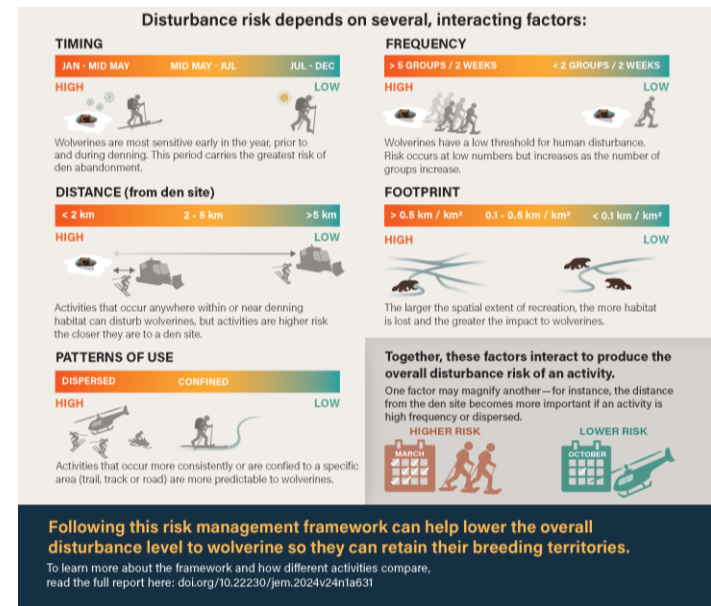 Disturbance risk depends on several, interacting factors:
TIMING
JAN - MID MAY MID MAY - JUL JUL - DEC
HIGH LOW
Wolverines are most sensitive early in the year, prior to
and during denning. This period carries the greatest risk of
den abandonment.
FREQUENCY
> 5 GROUPS / 2 WEEKS < 2 GROUPS / 2 WEEKS
HIGH LOW
Wolverines have a low threshold for human disturbance.
Risk occurs at low numbers but increases as the number of
groups increase.
DISTANCE (from den site)
< 2 km 2 - 5 km >5 km
HIGH LOW
Activities that occur anywhere within or near denning
habitat can disturb wolverines, but activities are higher risk
the closer they are to a den site.
FOOTPRINT
> 0.5 km / km² 0.1 - 0.5 km / km² < 0.1 km / km²
HIGH LOW
The larger the spatial extent of recreation, the more habitat
is lost and the greater the impact to wolverines.
PATTERNS OF USE
DISPERSED CONFINED
HIGH LOW
Activities that occur more consistently or are confied to a specific
area (trail, track or road) are more predictable to wolverines.
Together, these factors interact to produce the
overall disturbance risk of an activity.
One factor may magnify another—for instance, the distance
from the den site becomes more important if an activity is
high frequency or dispersed.
HIGHER RISK LOWER RISK
MARCH OCTOBER
Following this risk management framework can help lower the overall
disturbance level to wolverine so they can retain their breeding territories.
To learn more about the framework and how different activities compare,
read the full report here: doi.org/10.22230/jem.2024v24n1a631